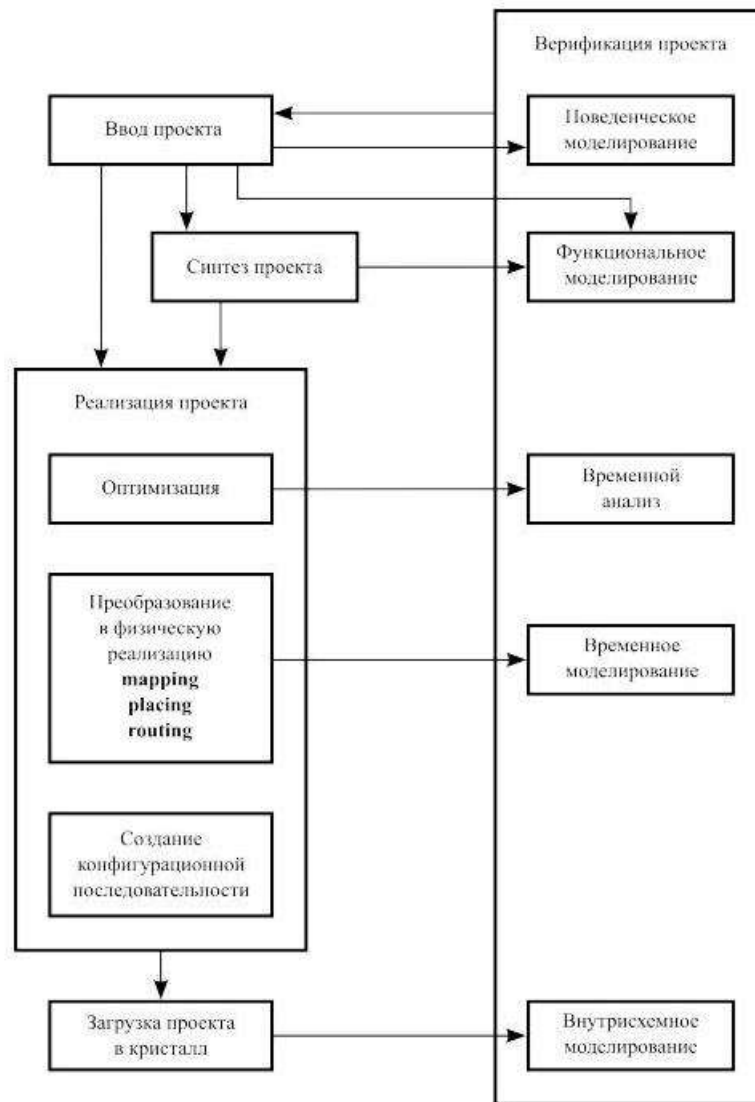 Верификация проекта
Ввод проекта
Поведенческое
моделирование
Синтез проекта
Функциональное
моделирование
Реализация проекта
Оптимизация
Временной
анализ
Преобразование
в физическую
реализацию
mapping
placing
routing
Временное
моделирование
Создание
конфигурационной
последовательности
Загрузка проекта
в кристалл
Внутрисхемное
моделирование